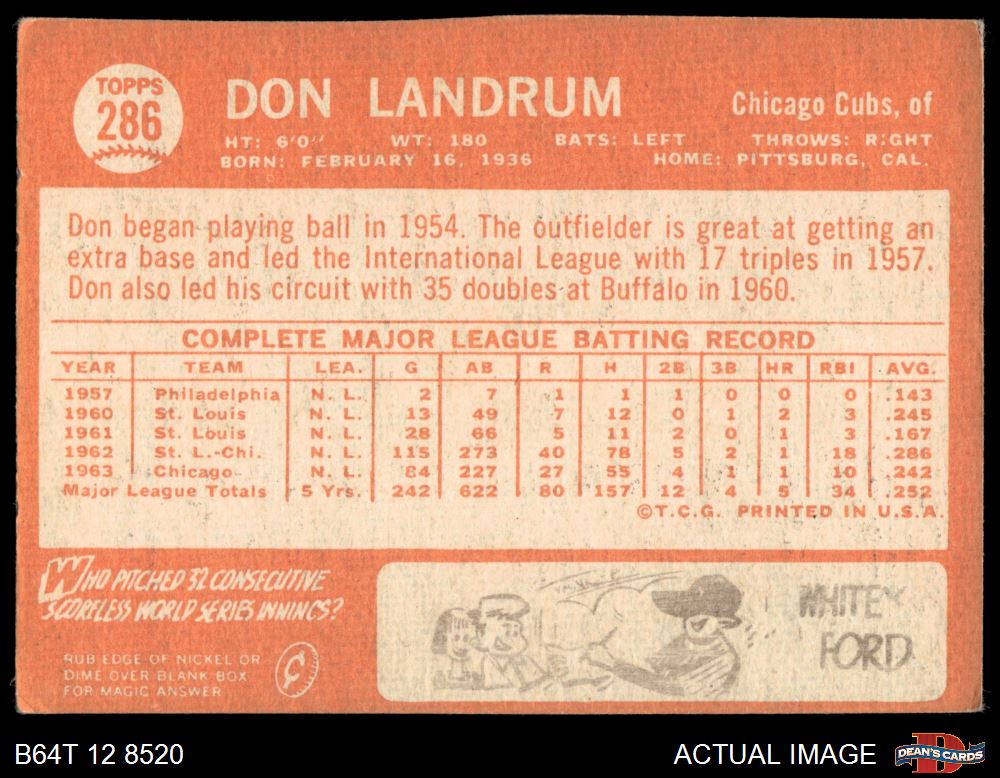 TOPPS
286
DON LANDRUM
Chicago Cubs, of
HT: 6'0" WT: 180 BATS: LEFT THROWS: RIGHT
BORN: FEBRUARY 16, 1936 HOME: PITTSBURG, CAL.
Don began playing ball in 1954. The outfielder is great at getting an
extra base and led the International League with 17 triples in 1957.
Don also led his circuit with 35 doubles at Buffalo in 1960.
COMPLETE MAJOR LEAGUE BATTING RECORD
YEAR TEAM LEA. G AB R H 2B 3B HR RBI AVG.
1957 Philadelphia N. L. 2 7 1 1 1 0 0 0 .143
1960 St. Louis N. L. 13 49 7 12 0 1 2 3 .245
1961 St. Louis N. L. 28 66 5 11 2 0 1 3 .167
1962 St. L.-Chi. N. L. 115 273 40 78 5 2 1 18 .286
1963 Chicago N. L. 84 227 27 55 4 1 1 10 .242
Major League Totals 5 Yrs. 242 622 80 157 12 4 5 34 .252
©T.C.G. PRINTED IN U.S.A.
WHO PITCHED 32 CONSECUTIVE
SCORELESS WORLD SERIES INNINGS?
RUB EDGE OF NICKEL OR
DIME OVER BLANK BOX
FOR MAGIC ANSWER
WHITEY
FORD
B64T 12 8520
ACTUAL IMAGE
DEAN'S CARDS